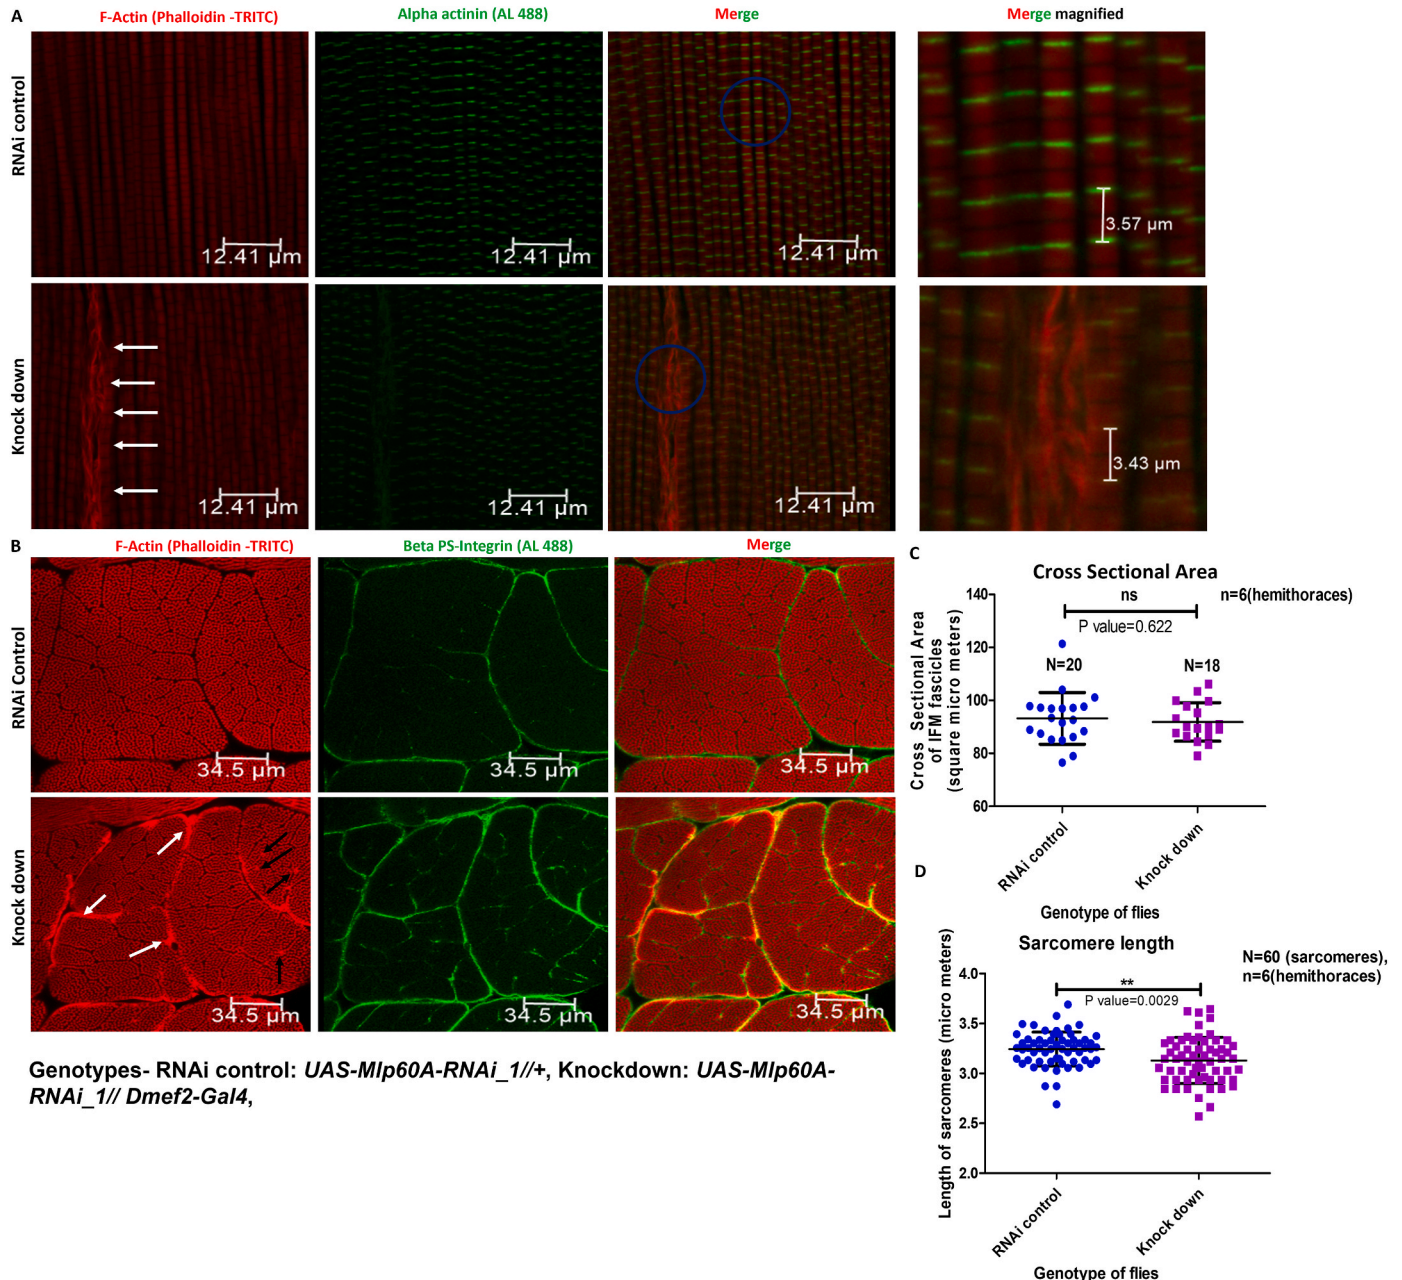 A
F-Actin (Phalloidin -TRITC)
Alpha actinin (AL 488)
Merge
Merge magnified
RNAi control
12.41 µm
12.41 µm
12.41 µm
3.57 µm
Knock down
12.41 µm
12.41 µm
12.41 µm
3.43 µm
B
F-Actin (Phalloidin -TRITC)
Beta PS-Integrin (AL 488)
Merge
RNAi Control
34.5 µm
34.5 µm
34.5 µm
Knock down
34.5 µm
34.5 µm
34.5 µm
Genotypes- RNAi control: UAS-Mlp60A-RNAi_1//+, Knockdown: UAS-Mlp60A-
RNAi_1// Dmef2-Gal4,
C
Cross Sectional Area
ns
n=6(hemithoraces)
P value=0.622
N=20
N=18
Cross Sectional Area
of IFM fascicles
(square micro meters)
140
120
100
80
60
RNAi control
Knock down
Genotype of flies
D
Sarcomere length
N=60 (sarcomeres),
n=6(hemithoraces)
**
P value=0.0029
Length of sarcomeres (micro meters)
4.0
3.5
3.0
2.5
2.0
RNAi control
Knock down
Genotype of flies